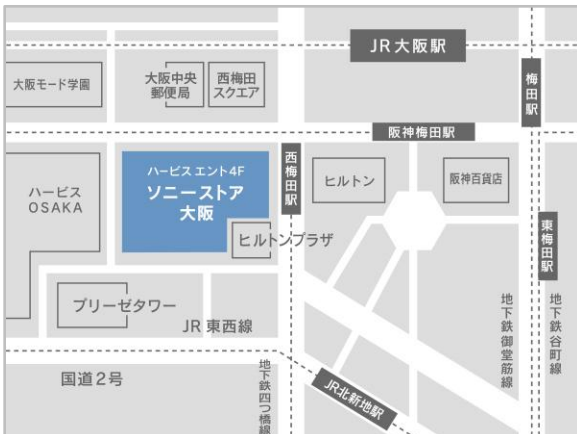 JR大阪駅
大阪モード学園
大阪中央
郵便局
西梅田
スクエア
梅田駅
阪神梅田駅
ハービス
OSAKA
ハービス エント4F
ソニーストア
大阪
西梅田駅
ヒルトン
阪神百貨店
ヒルトンプラザ
東梅田駅
ブリーゼタワー
JR 東西線
国道2号
地下鉄四つ橋線
JR北新地駅
地下鉄御堂筋線
地下鉄谷町線